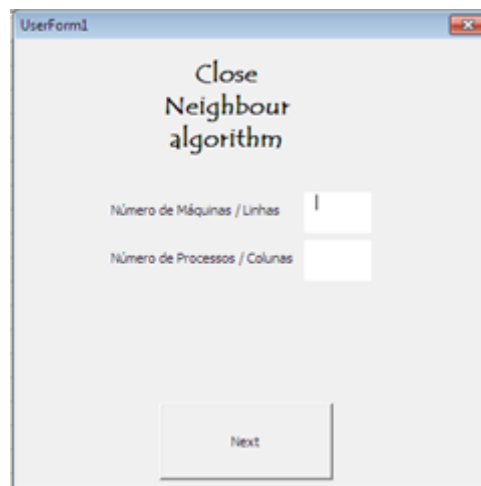 UserForm1
Close
Neighbour
algorithm
Número de Máquinas / Linhas
Número de Processos / Colunas
Next